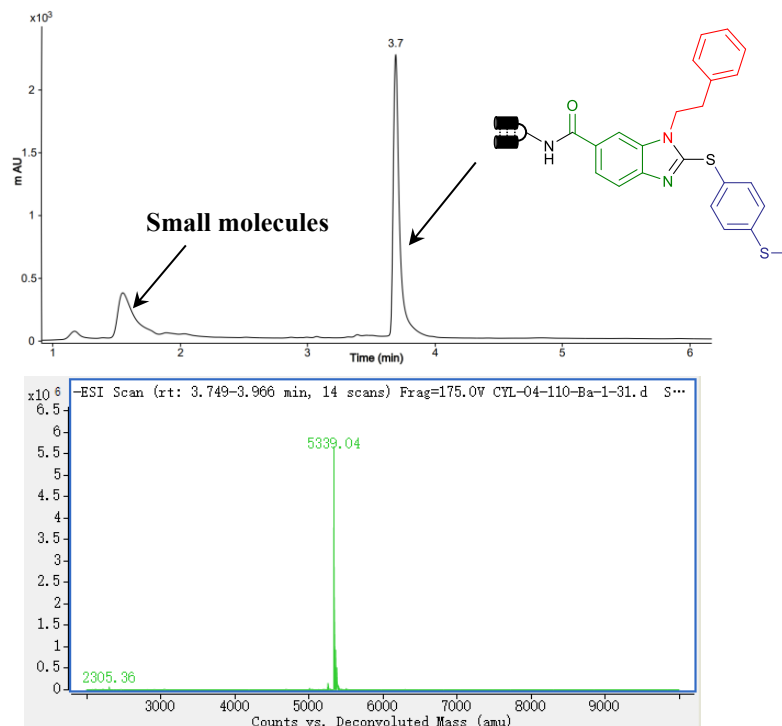 x10³
3.7
2
1.5
1
0.5
0
m AU
Small molecules
1
2
3
4
5
6
Time (min)
O
NH
N
N
S
S
x10 6
-ESI Scan (rt: 3.749-3.966 min, 14 scans) Frag=175.0V CYL-04-110-Ba-1-31.d S···
6.5
6
5.5
5
4.5
4
3.5
3
2.5
2
1.5
1
0.5
0
5339.04
2305.36
3000
4000
5000
6000
7000
8000
9000
Counts vs. Deconvoluted Mass (amu)